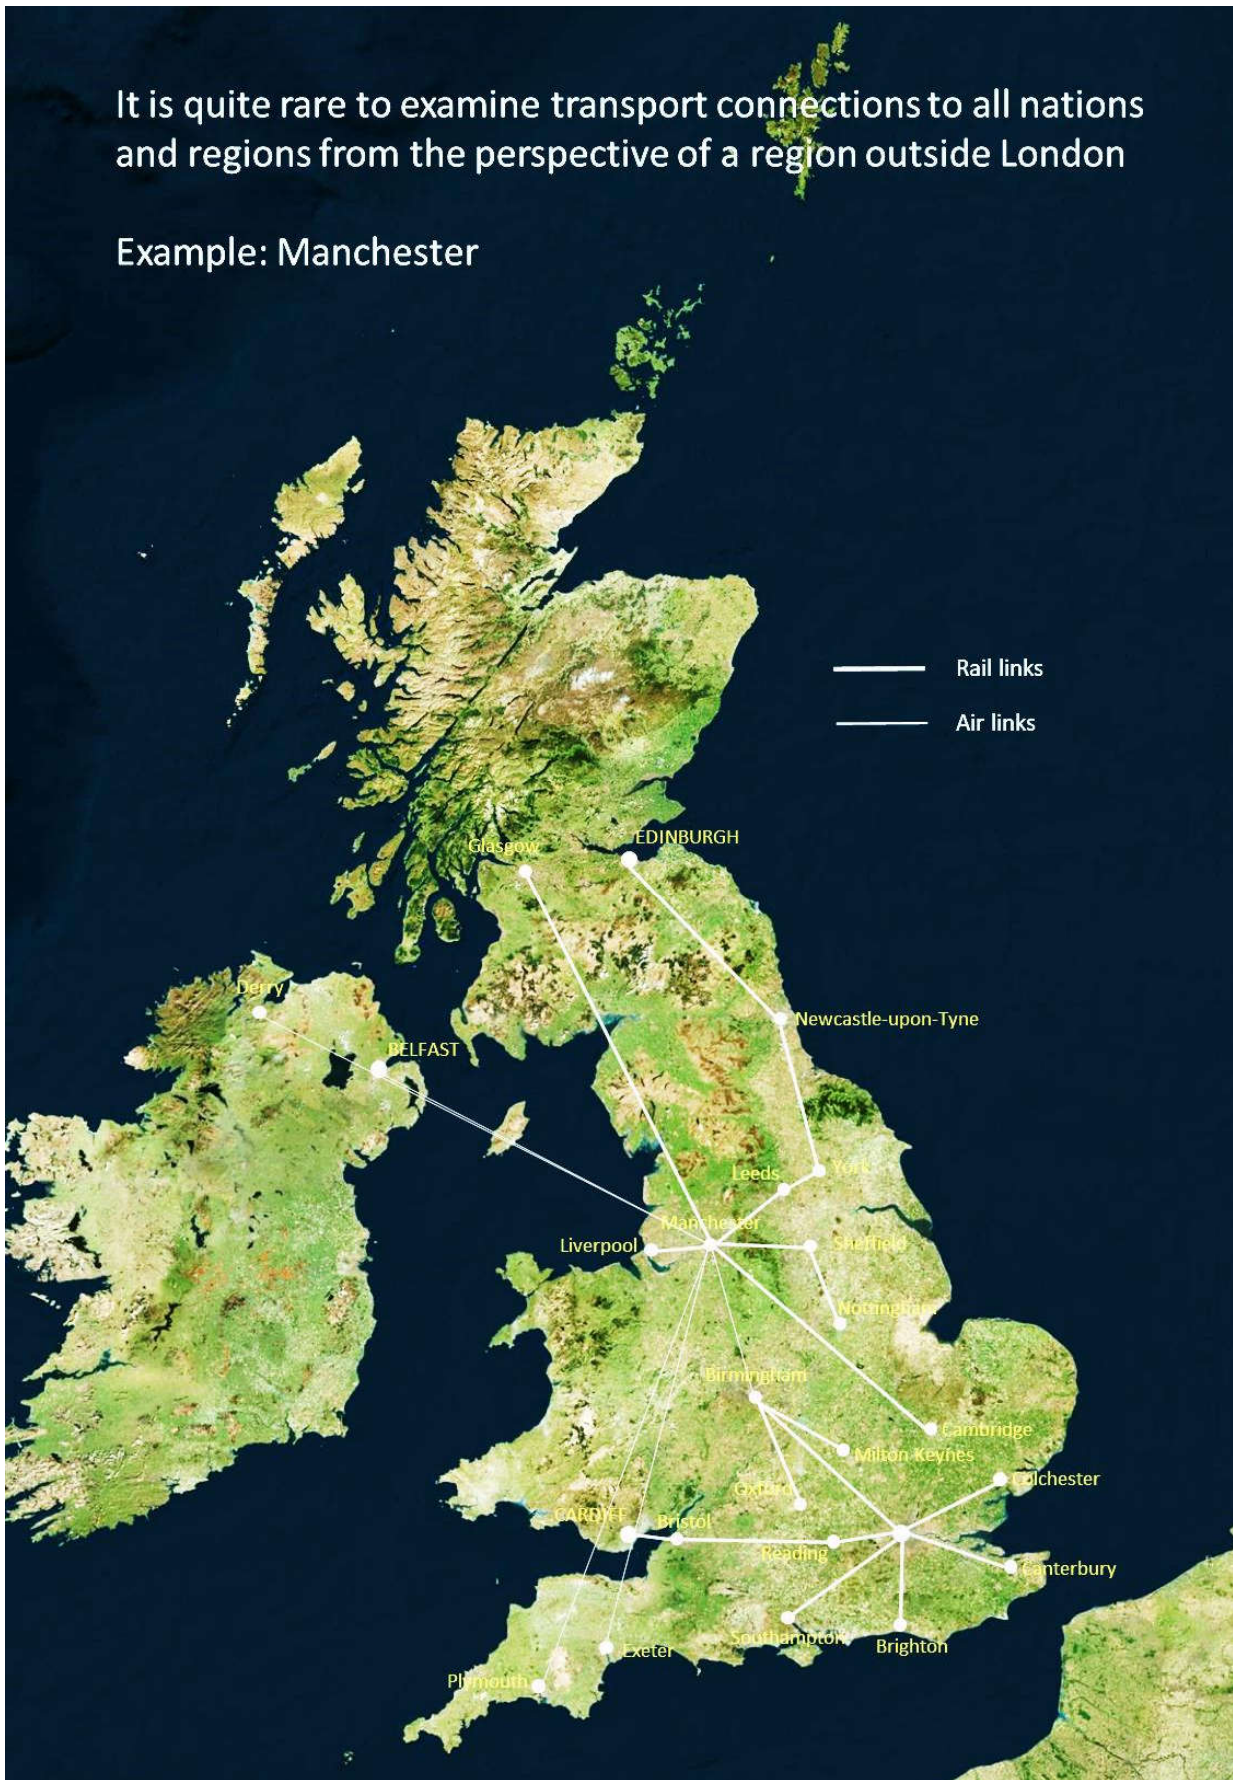 It is quite rare to examine transport connections to all nations
and regions from the perspective of a region outside London
Example: Manchester
Rail links
Air links
EDINBURGH
Glasgow
Derry
Newcastle-upon-Tyne
BELFAST
York
Leeds
Manchester
Liverpool
Sheffield
Nottingham
Birmingham
Cambridge
Milton Keynes
Colchester
Oxford
CARDIFF
Bristol
Reading
Canterbury
Southampton
Brighton
Exeter
Plymouth